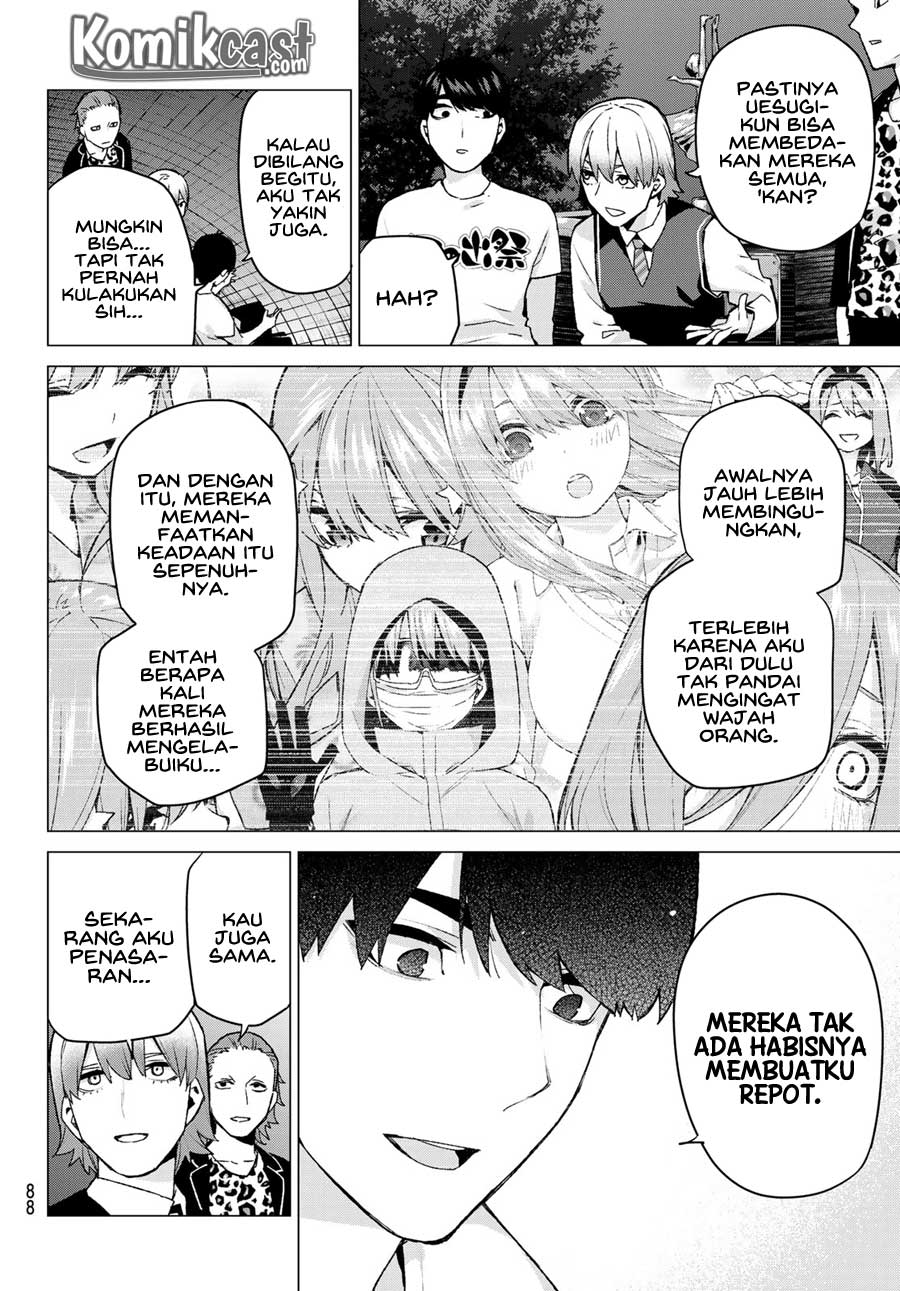 Komikcast
.com
PASTINYA
UESUGI-
KUN BISA
MEMBEDA-
KAN MEREKA
SEMUA,
'KAN?
HAH?
KALAU
DIBILANG
BEGITU,
AKU TAK
YAKIN
JUGA.
MUNGKIN
BISA...
TAPI TAK
PERNAH
KULAKUKAN
SIH...
AWALNYA
JAUH LEBIH
MEMBINGU-
NGKAN,
TERLEBIH
KARENA AKU
DARI DULU
TAK PANDAI
MENGINGAT
WAJAH
ORANG.
DAN DENGAN
ITU, MEREKA
MEMAN-
FAATKAN
KEADAAN ITU
SEPENUH-
NYA.
ENTAH
BERAPA
KALI
MEREKA
BERHASIL
MENGELA-
BUIKU...
MEREKA TAK
ADA HABISNYA
MEMBUATKU
REPOT.
KAU
JUGA
SAMA.
SEKA-
RANG AKU
PENASA-
RAN...
88